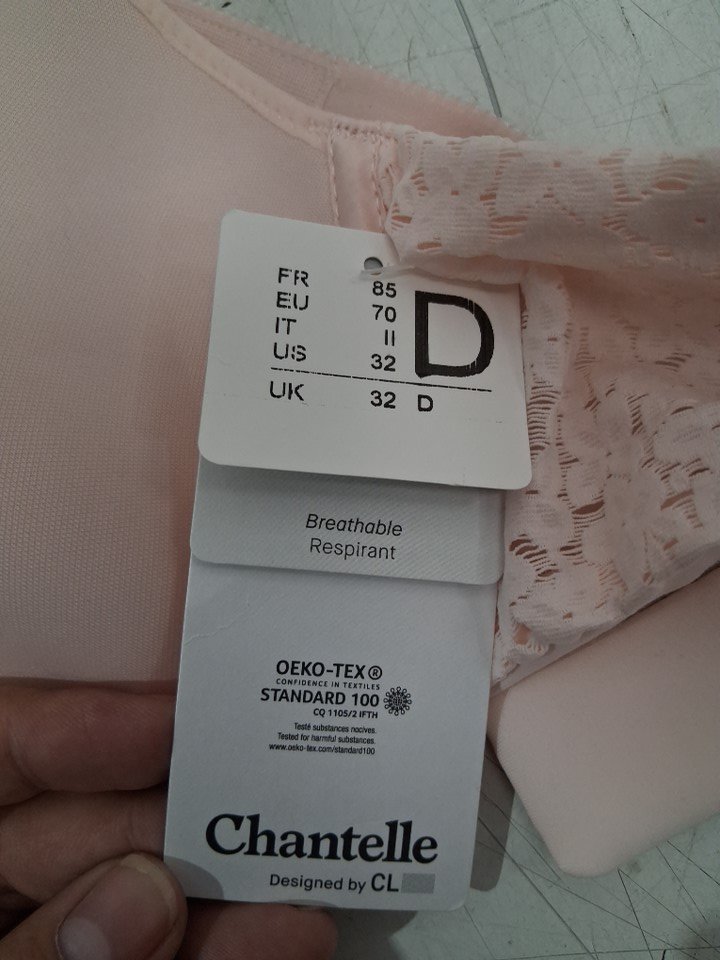 FR 85 D
EU 70
IT II
US 32
UK 32 D
Breathable
Respirant
OEKO-TEX®
CONFIDENCE IN TEXTILES
STANDARD 100
CQ 1105/2 IFTH
Testé substances nocives.
Tested for harmful substances.
www.oeko-tex.com/standard100
Chantelle
Designed by CL